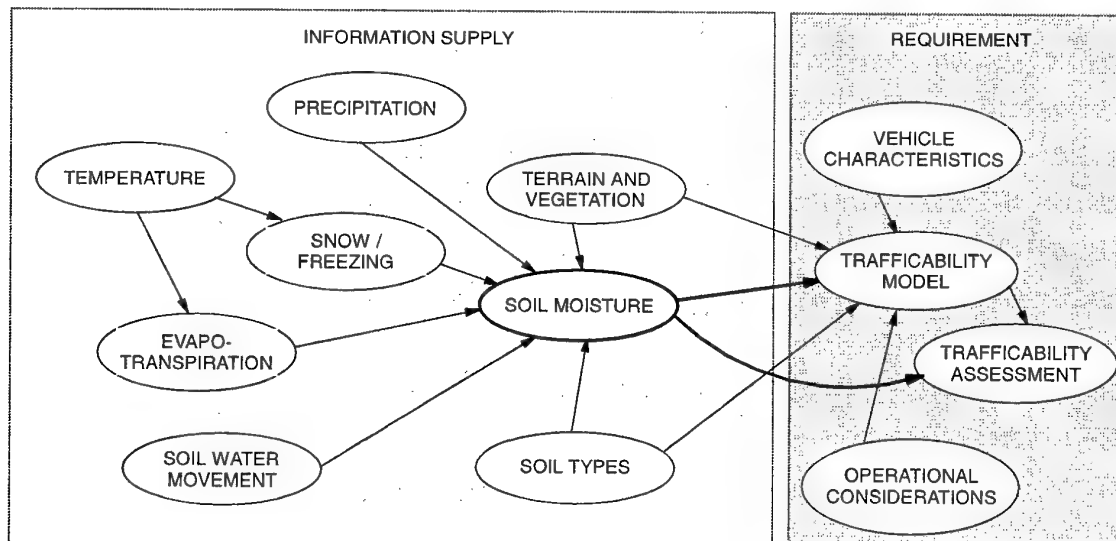 INFORMATION SUPPLY
REQUIREMENT
PRECIPITATION
VEHICLE
CHARACTERISTICS
TEMPERATURE
TERRAIN AND
VEGETATION
SNOW /
FREEZING
TRAFFICABILITY
MODEL
SOIL MOISTURE
EVAPO-
TRANSPIRATION
TRAFFICABILITY
ASSESSMENT
SOIL WATER
MOVEMENT
SOIL TYPES
OPERATIONAL
CONSIDERATIONS